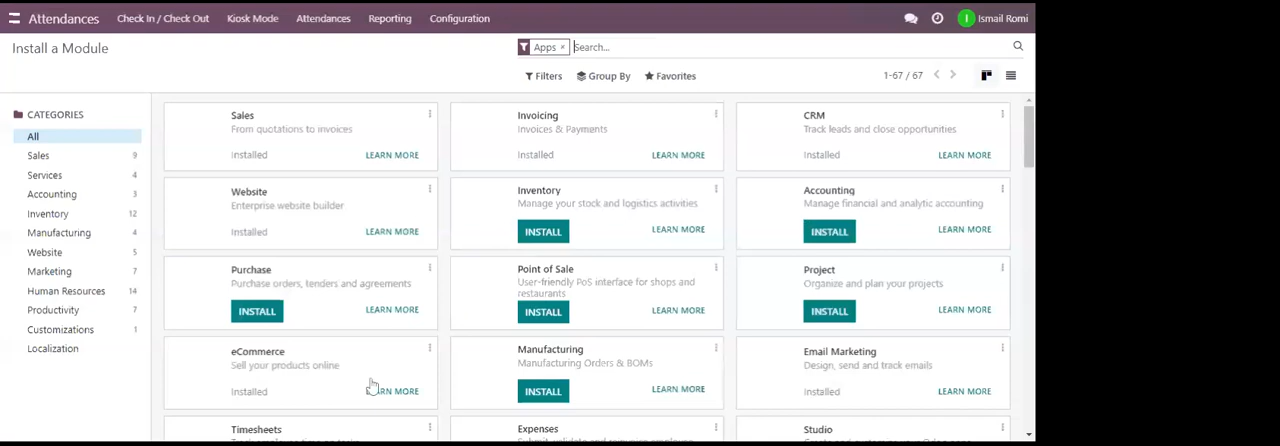 Attendances Check In / Check Out Kiosk Mode Attendances Reporting Configuration I Ismail Romi
Install a Module
Apps × Search...
Filters Group By Favorites 1-67 / 67
CATEGORIES
All
Sales 9
Services 4
Accounting 3
Inventory 12
Manufacturing 4
Website 5
Marketing 7
Human Resources 14
Productivity 7
Customizations 1
Localization
Sales
From quotations to invoices
Installed LEARN MORE
Invoicing
Invoices & Payments
Installed LEARN MORE
CRM
Track leads and close opportunities
Installed LEARN MORE
Website
Enterprise website builder
Installed LEARN MORE
Inventory
Manage your stock and logistics activities
INSTALL LEARN MORE
Accounting
Manage financial and analytic accounting
INSTALL LEARN MORE
Purchase
Purchase orders, tenders and agreements
INSTALL LEARN MORE
Point of Sale
User-friendly PoS interface for shops and
restaurants
INSTALL LEARN MORE
Project
Organize and plan your projects
INSTALL LEARN MORE
eCommerce
Sell your products online
Installed LEARN MORE
Manufacturing
Manufacturing Orders & BOMs
INSTALL LEARN MORE
Email Marketing
Design, send and track emails
Installed LEARN MORE
Timesheets
Expenses
Studio